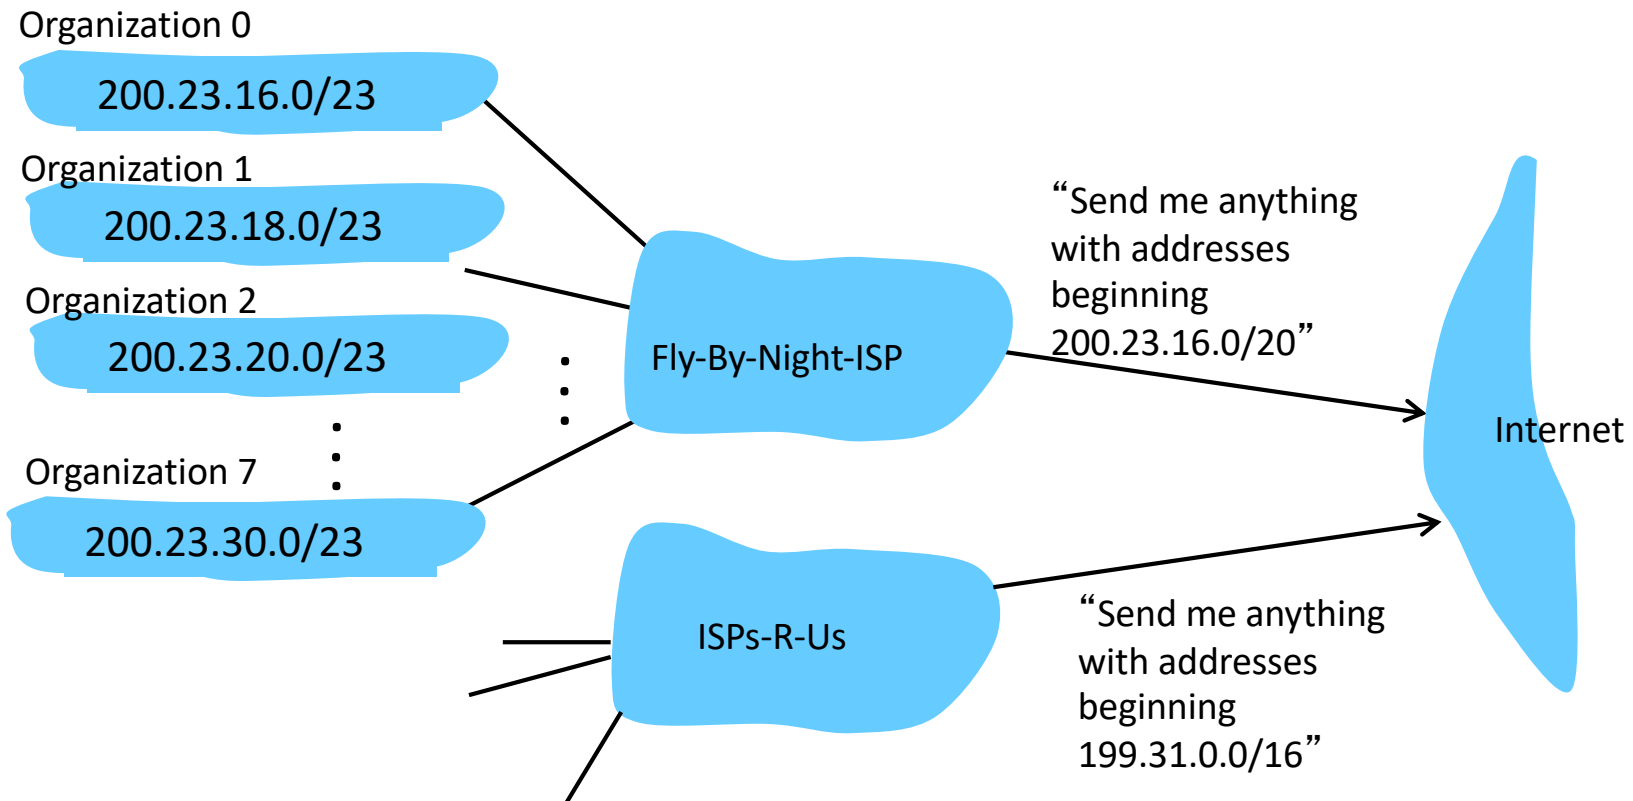 Organization 0
200.23.16.0/23
Organization 1
200.23.18.0/23
Organization 2
200.23.20.0/23
Organization 7
200.23.30.0/23
Fly-By-Night-ISP
“Send me anything
with addresses
beginning
200.23.16.0/20”
Internet
ISPs-R-Us
“Send me anything
with addresses
beginning
199.31.0.0/16”